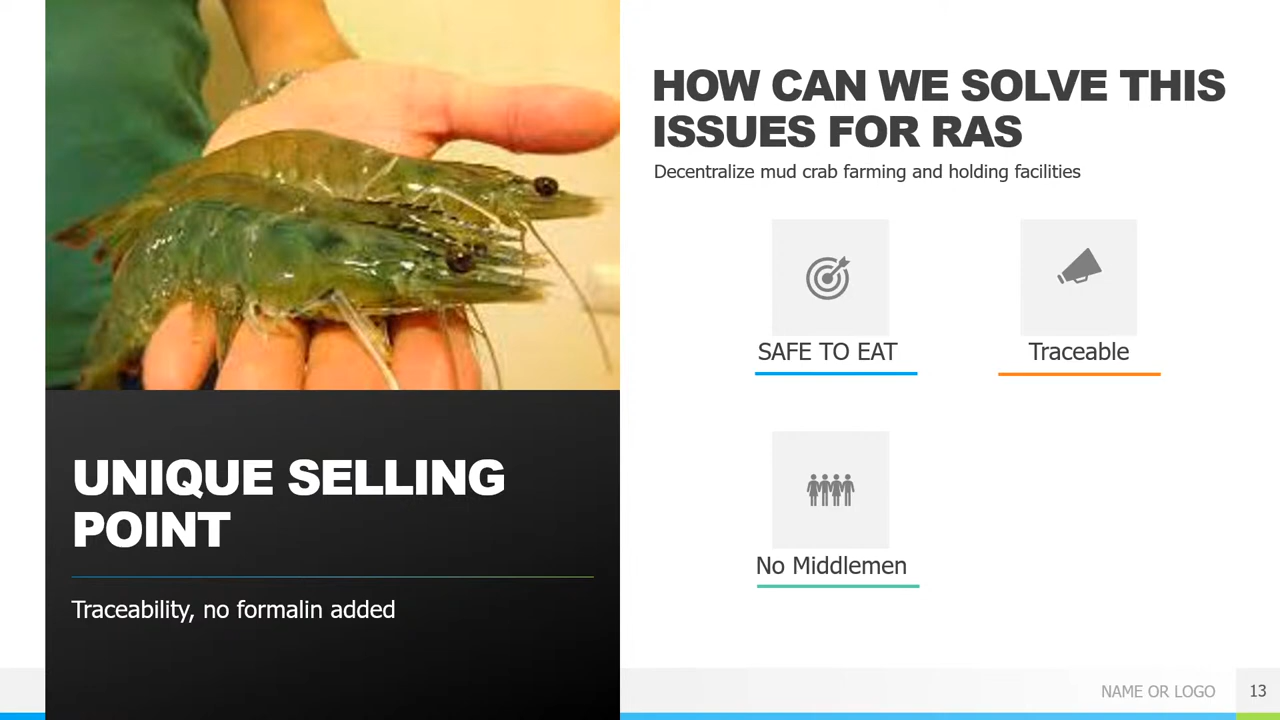 HOW CAN WE SOLVE THIS
ISSUES FOR RAS
Decentralize mud crab farming and holding facilities
SAFE TO EAT
Traceable
No Middlemen
UNIQUE SELLING
POINT
Traceability, no formalin added
NAME OR LOGO
13